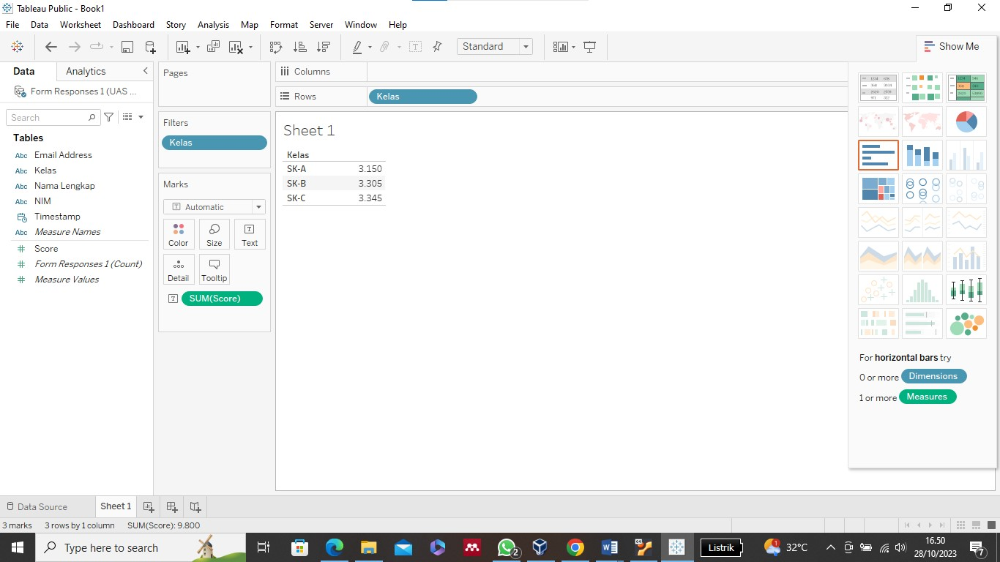 Tableau Public - Book1
File Data Worksheet Dashboard Story Analysis Map Format Server Window Help
Standard
Show Me
Data Analytics
Form Responses 1 (UAS ...
Search
Tables
Abc Email Address
Abc Kelas
Abc Nama Lengkap
Abc NIM
Timestamp
Abc Measure Names
# Score
# Form Responses 1 (Count)
# Measure Values
Pages
Filters
Kelas
Marks
T Automatic
Color Size Text
Detail Tooltip
T SUM(Score)
Columns
Rows Kelas
Sheet 1
Kelas
SK-A 3.150
SK-B 3.305
SK-C 3.345
For horizontal bars try
0 or more Dimensions
1 or more Measures
Data Source Sheet 1
3 marks 3 rows by 1 column SUM(Score): 9.800
Type here to search
2
Listrik
1
32°C
16.50
28/10/2023
7